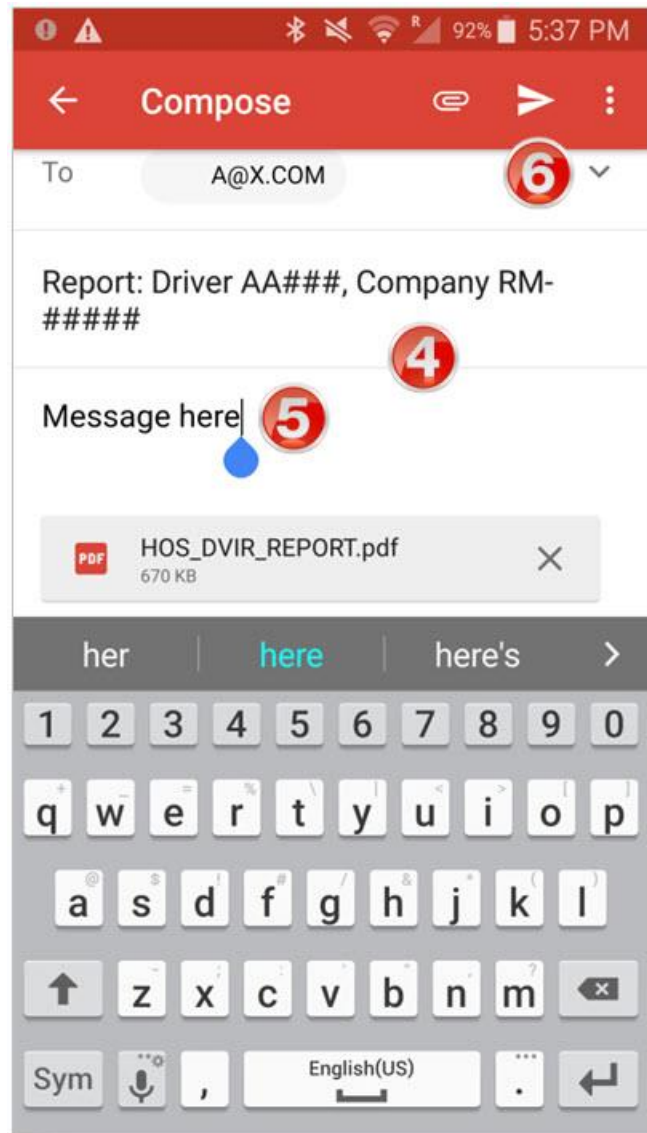 R 92% 5:37 PM
Compose
To A@X.COM
6
Report: Driver AA###, Company RM-
#####
4
Message here 5
PDF HOS_DVIR_REPORT.pdf
670 KB
her here here's >
1 2 3 4 5 6 7 8 9 0
+ _ = % \ | < > [ ]
q w e r t y u i o p
@ $ ! # / & * ( )
a s d f g h j k l
- ; : ' " , ?
z x c v b n m
Sym , English(US) .